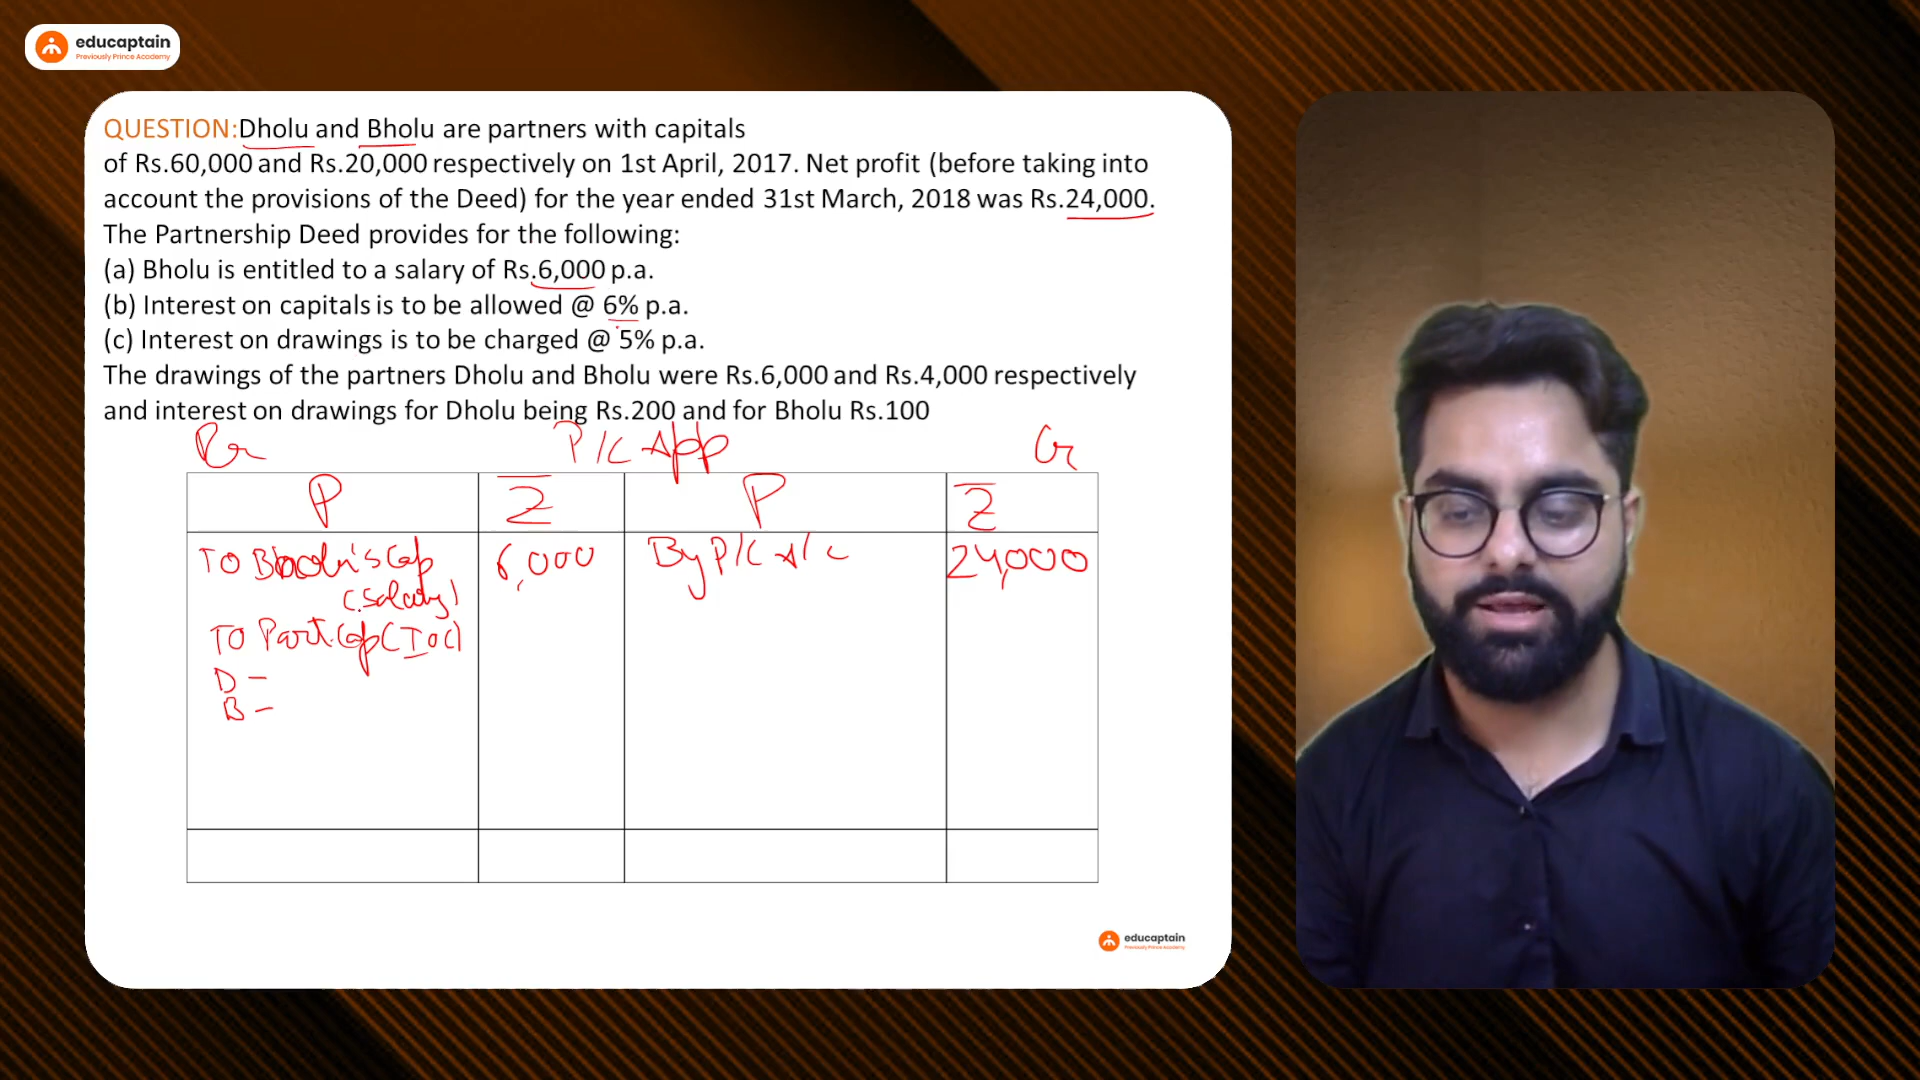 educaptain
Previously Prince Academy
QUESTION:Dholu and Bholu are partners with capitals
of Rs.60,000 and Rs.20,000 respectively on 1st April, 2017. Net profit (before taking into
account the provisions of the Deed) for the year ended 31st March, 2018 was Rs.24,000.
The Partnership Deed provides for the following:
(a) Bholu is entitled to a salary of Rs.6,000 p.a.
(b) Interest on capitals is to be allowed @ 6% p.a.
(c) Interest on drawings is to be charged @ 5% p.a.
The drawings of the partners Dholu and Bholu were Rs.6,000 and Rs.4,000 respectively
and interest on drawings for Dholu being Rs.200 and for Bholu Rs.100
Dr P/L App Cr
P ₹ P ₹
To Bholu's Cap 6,000 By P/L A/c 24,000
(Salary)
To Part. Cap (IOC)
D -
B -
educaptain
Previously Prince Academy